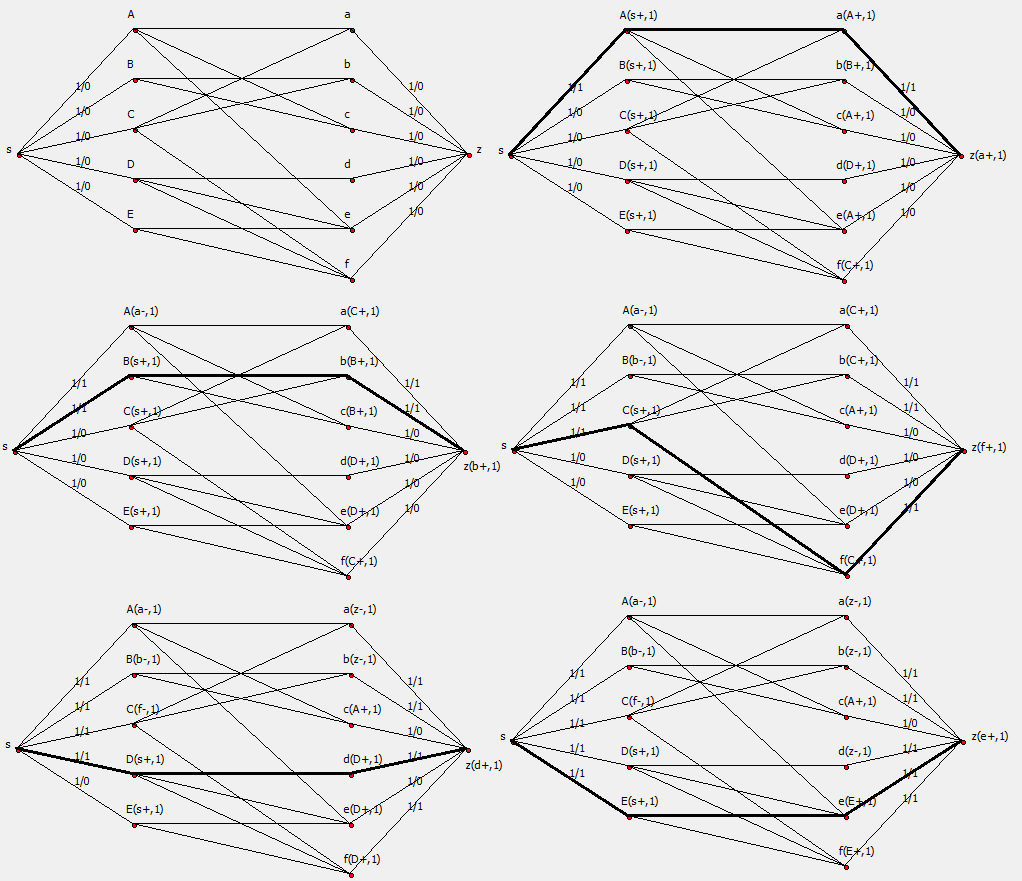 A a
B b
1/0 1/0
1/0 1/0
C c
s 1/0 1/0 z
1/0 1/0
D d
1/0 1/0
E e
1/0
f
A(s+,1) a(A+,1)
B(s+,1) b(B+,1)
1/1 1/1
1/0 1/0
C(s+,1) c(A+,1)
s 1/0 1/0 z(a+,1)
1/0 1/0
D(s+,1) d(D+,1)
1/0 1/0
E(s+,1) e(A+,1)
1/0
f(C+,1)
A(a-,1) a(C+,1)
B(s+,1) b(B+,1)
1/1 1/1
1/1 1/1
C(s+,1) c(B+,1)
s 1/0 1/0
1/0 1/0
D(s+,1) d(D+,1) z(b+,1)
1/0 1/0
E(s+,1) e(D+,1)
1/0
f(C+,1)
A(a-,1) a(C+,1)
B(b-,1) b(C+,1)
1/1 1/1
1/1 1/1
C(s+,1) c(A+,1)
s 1/1 1/0 z(f+,1)
1/0 1/0
D(s+,1) d(D+,1)
1/0 1/0
E(s+,1) e(D+,1)
1/1
f(C+,1)
A(a-,1) a(z-,1)
B(b-,1) b(z-,1)
1/1 1/1
1/1 1/1
C(f-,1) c(A+,1)
s 1/1 1/0
1/1 1/1
D(s+,1) d(D+,1) z(d+,1)
1/0 1/0
E(s+,1) e(D+,1)
1/1
f(D+,1)
A(a-,1) a(z-,1)
B(b-,1) b(z-,1)
1/1 1/1
1/1 1/1
C(f-,1) c(A+,1)
s 1/1 1/0 z(e+,1)
1/1 1/1
D(s+,1) d(z-,1)
1/1 1/1
E(s+,1) e(E+,1)
1/1
f(E+,1)